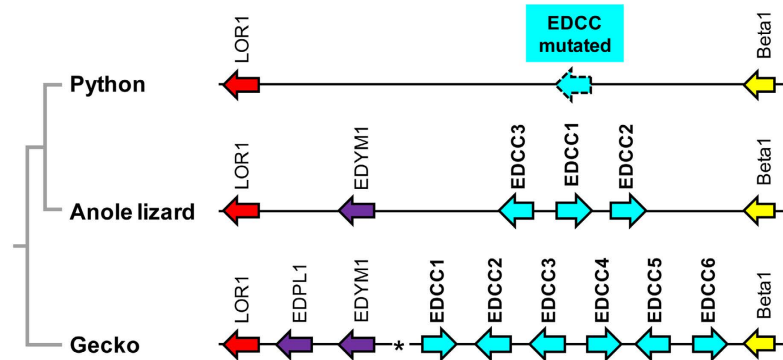 LOR1
EDCC
mutated
Beta1
Python
LOR1
EDYM1
EDCC3
EDCC1
EDCC2
Beta1
Anole lizard
LOR1
EDPL1
EDYM1
EDCC1
EDCC2
EDCC3
EDCC4
EDCC5
EDCC6
Beta1
Gecko
*